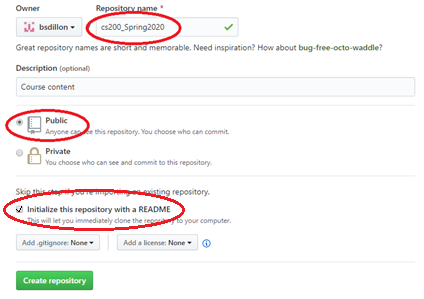 Owner Repository name *
bsdillon cs200_Spring2020
Great repository names are short and memorable. Need inspiration? How about bug-free-octo-waddle?
Description (optional)
Course content
Public
Anyone can see this repository. You choose who can commit.
Private
You choose who can see and commit to this repository.
Skip this step if you're importing an existing repository.
Initialize this repository with a README
This will let you immediately clone the repository to your computer.
Add .gitignore: None Add a license: None
Create repository